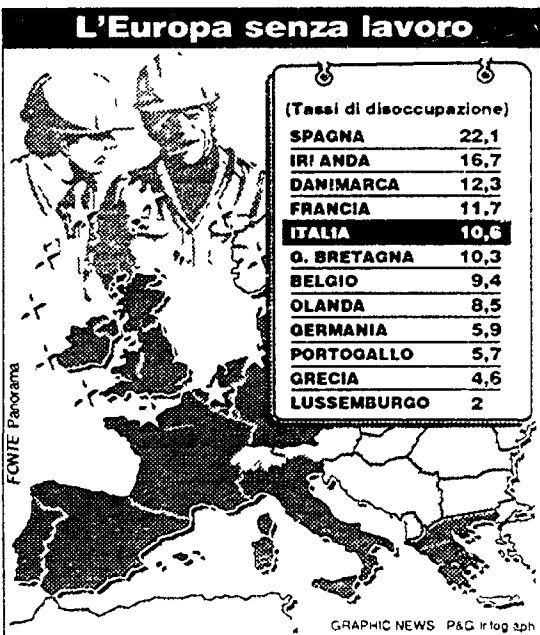 L'Europa senza lavoro
(Tassi di disoccupazione)
SPAGNA 22,1
IRLANDA 16,7
DANIMARCA 12,3
FRANCIA 11,7
ITALIA 10,6
G. BRETAGNA 10,3
BELGIO 9,4
OLANDA 8,5
GERMANIA 5,9
PORTOGALLO 5,7
GRECIA 4,6
LUSSEMBURGO 2
FONTE Panorama
GRAPHIC NEWS P&G Infograph